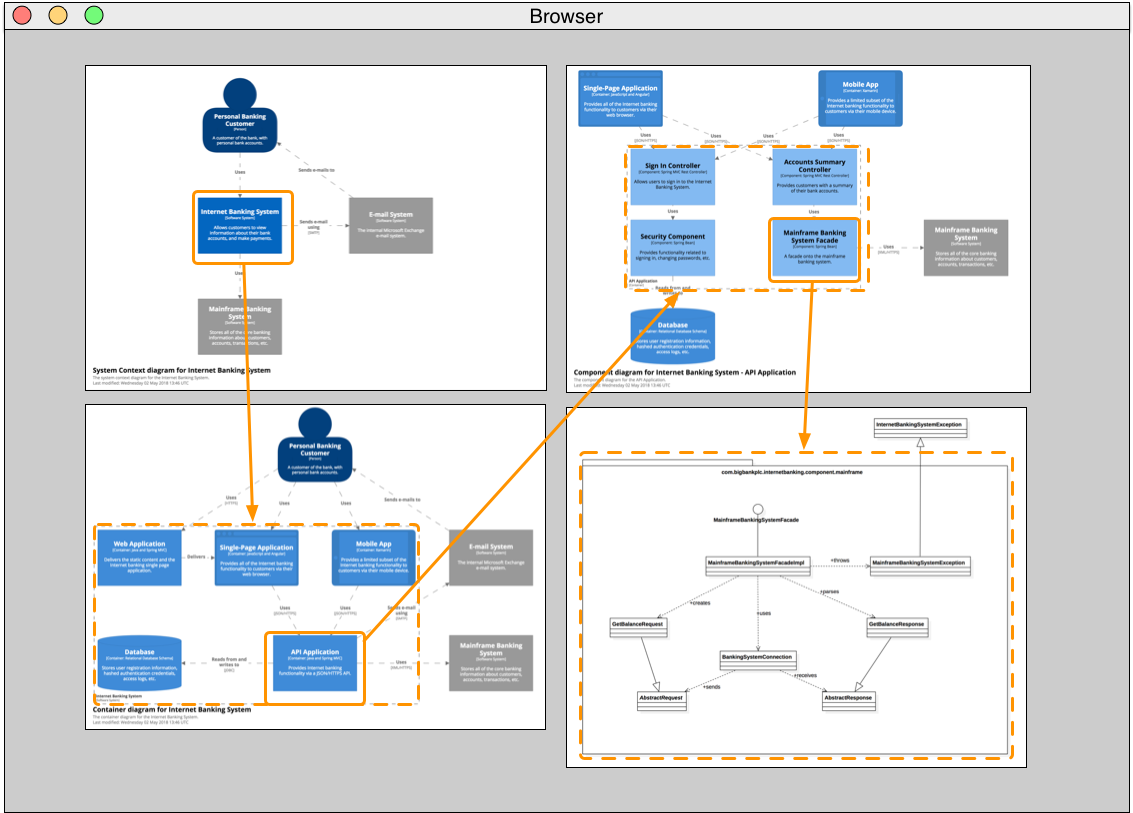 Browser
Personal Banking
Customer
[Person]
A customer of the bank, with
personal bank accounts.
Uses
Sends e-mails to
Internet Banking System
[Software System]
Allows customers to view
information about their bank
accounts, and make payments.
Sends e-mail
using
[SMTP]
E-mail System
[Software System]
The internal Microsoft Exchange
e-mail system.
Uses
Mainframe Banking
System
[Software System]
Stores all of the core banking
information about customers,
accounts, transactions, etc.
System Context diagram for Internet Banking System
The system context diagram for the Internet Banking System.
Last modified: Wednesday 02 May 2018 13:46 UTC
Single-Page Application
[Container: JavaScript and Angular]
Provides all of the Internet banking
functionality to customers via their
web browser.
Mobile App
[Container: Xamarin]
Provides a limited subset of the
Internet banking functionality to
customers via their mobile device.
Uses
[JSON/HTTPS]
Uses
[JSON/HTTPS]
Uses
[JSON/HTTPS]
Uses
[JSON/HTTPS]
Sign In Controller
[Component: Spring MVC Rest Controller]
Allows users to sign in to the Internet
Banking System.
Accounts Summary
Controller
[Component: Spring MVC Rest Controller]
Provides customers with a summary
of their bank accounts.
Uses
Uses
Security Component
[Component: Spring Bean]
Provides functionality related to
signing in, changing passwords, etc.
Mainframe Banking
System Facade
[Component: Spring Bean]
A facade onto the mainframe
banking system.
Uses
[XML/HTTPS]
Mainframe Banking
System
[Software System]
Stores all of the core banking
information about customers,
accounts, transactions, etc.
API Application
[Container]
Reads from and
writes to
Database
[Container: Relational Database Schema]
Stores user registration information,
hashed authentication credentials,
access logs, etc.
Component diagram for Internet Banking System - API Application
The component diagram for the API Application.
Last modified: Wednesday 02 May 2018 13:46 UTC
Personal Banking
Customer
[Person]
A customer of the bank, with
personal bank accounts.
Uses
[HTTPS]
Uses
Uses
Sends e-mails to
Web Application
[Container: Java and Spring MVC]
Delivers the static content and the
Internet banking single page
application.
Delivers
Single-Page Application
[Container: JavaScript and Angular]
Provides all of the Internet banking
functionality to customers via their
web browser.
Mobile App
[Container: Xamarin]
Provides a limited subset of the
Internet banking functionality to
customers via their mobile device.
E-mail System
[Software System]
The internal Microsoft Exchange
e-mail system.
Uses
[JSON/HTTPS]
Uses
[JSON/HTTPS]
Sends e-mail
using
[SMTP]
Database
[Container: Relational Database Schema]
Stores user registration information,
hashed authentication credentials,
access logs, etc.
Reads from and
writes to
[JDBC]
API Application
[Container: Java and Spring MVC]
Provides Internet banking
functionality via a JSON/HTTPS API.
Uses
[XML/HTTPS]
Mainframe Banking
System
[Software System]
Stores all of the core banking
information about customers,
accounts, transactions, etc.
Internet Banking System
[Software System]
Container diagram for Internet Banking System
The container diagram for the Internet Banking System.
Last modified: Wednesday 02 May 2018 13:46 UTC
InternetBankingSystemException
com.bigbankplc.internetbanking.component.mainframe
MainframeBankingSystemFacade
MainframeBankingSystemFacadeImpl
+throws
MainframeBankingSystemException
+creates
+uses
+parses
GetBalanceRequest
GetBalanceResponse
BankingSystemConnection
+sends
+receives
AbstractRequest
AbstractResponse